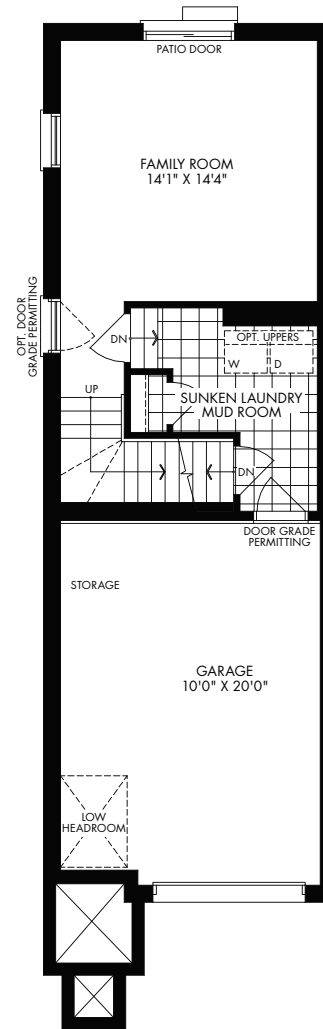 PATIO DOOR
FAMILY ROOM
14'1" X 14'4"
OPT. DOOR
GRADE PERMITTING
DN
OPT. UPPERS
W
D
UP
SUNKEN LAUNDRY
MUD ROOM
DN
DOOR GRADE
PERMITTING
STORAGE
GARAGE
10'0" X 20'0"
LOW
HEADROOM